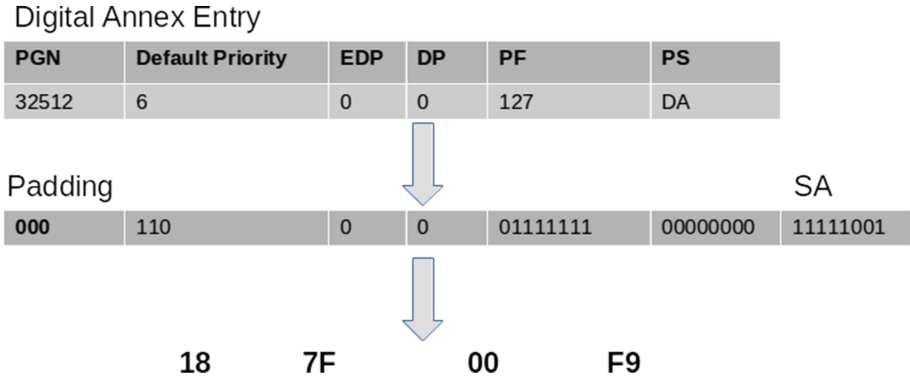 Digital Annex Entry
PGN Default Priority EDP DP PF PS
32512 6 0 0 127 DA
Padding SA
000 110 0 0 01111111 00000000 11111001
18 7F 00 F9